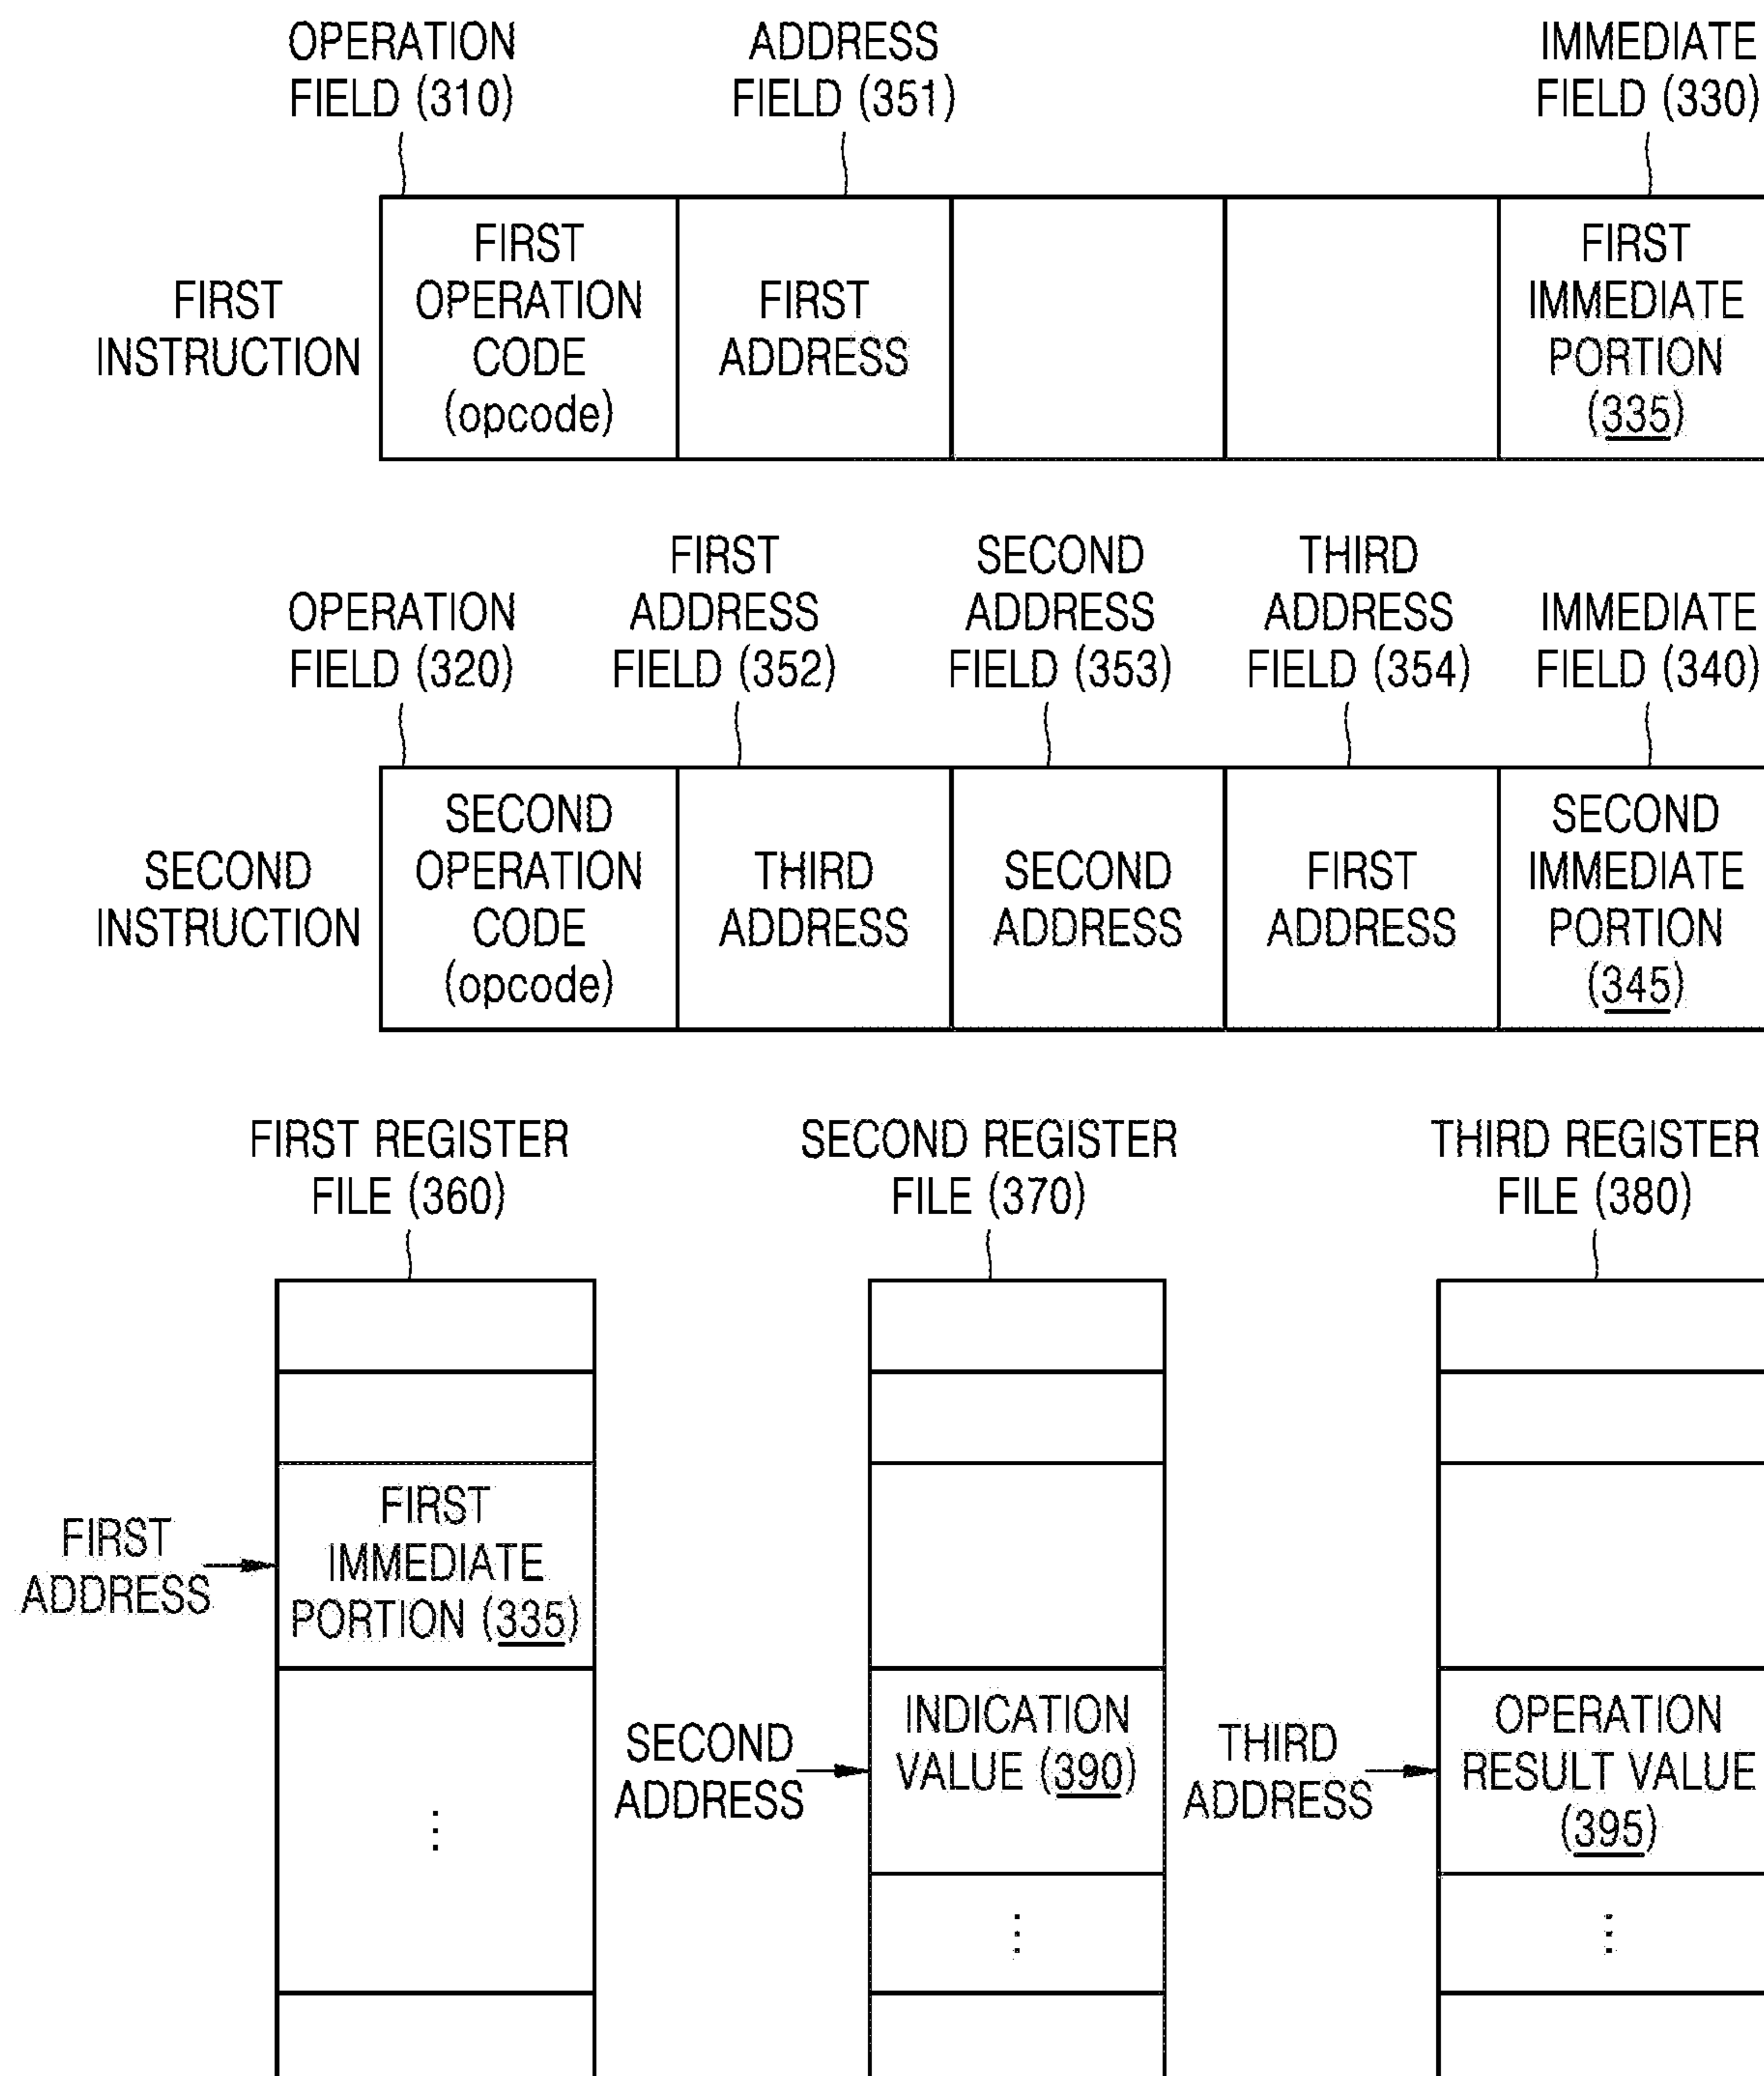 OPERATION FIELD (310)
ADDRESS FIELD (351)
IMMEDIATE FIELD (330)
FIRST INSTRUCTION
FIRST OPERATION CODE (opcode)
FIRST ADDRESS
FIRST IMMEDIATE PORTION (335)
OPERATION FIELD (320)
FIRST ADDRESS FIELD (352)
SECOND ADDRESS FIELD (353)
THIRD ADDRESS FIELD (354)
IMMEDIATE FIELD (340)
SECOND INSTRUCTION
SECOND OPERATION CODE (opcode)
THIRD ADDRESS
SECOND ADDRESS
FIRST ADDRESS
SECOND IMMEDIATE PORTION (345)
FIRST REGISTER FILE (360)
SECOND REGISTER FILE (370)
THIRD REGISTER FILE (380)
FIRST ADDRESS
FIRST IMMEDIATE PORTION (335)
⋮
SECOND ADDRESS
INDICATION VALUE (390)
⋮
THIRD ADDRESS
OPERATION RESULT VALUE (395)
⋮